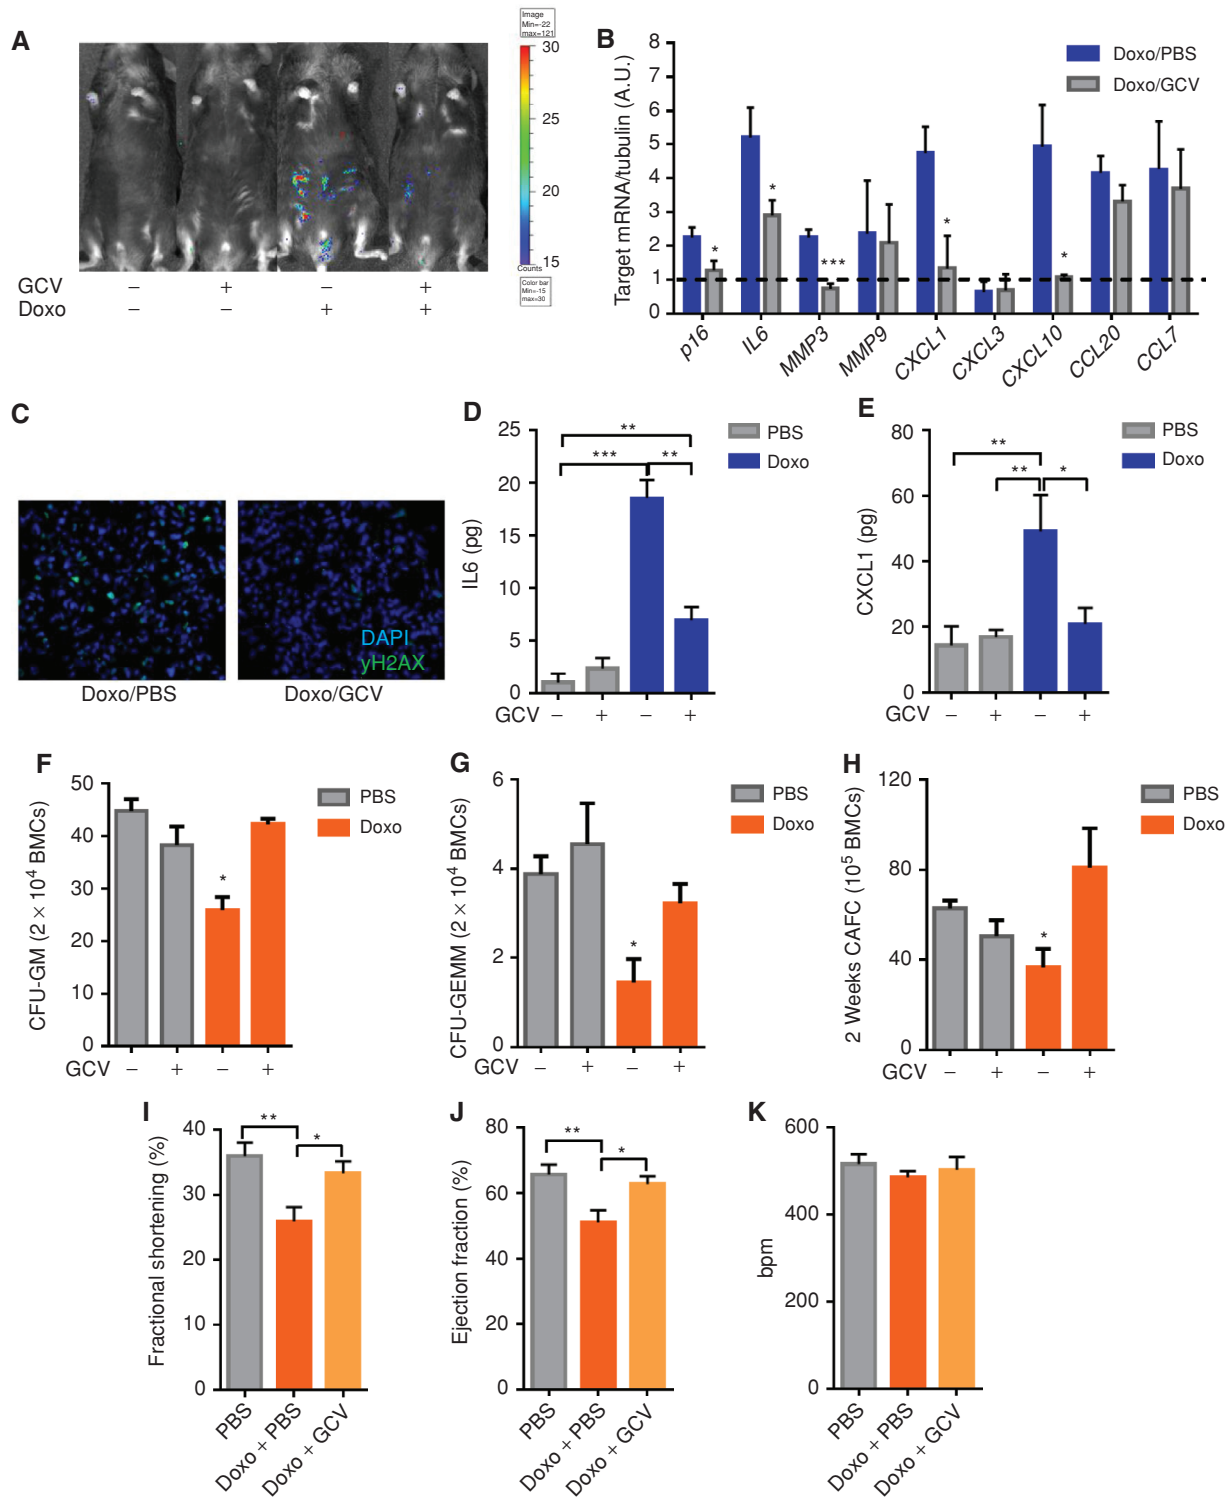 A
Image
Min=-22
max=121
30
25
20
15
Counts
Color bar
Min=-15
max=30
GCV – + – +
Doxo – – + +
B
Target mRNA/tubulin (A.U.)
8
7
6
5
4
3
2
1
0
Doxo/PBS
Doxo/GCV
* * *** * *
p16 IL6 MMP3 MMP9 CXCL1 CXCL3 CXCL10 CCL20 CCL7
C
DAPI
yH2AX
Doxo/PBS Doxo/GCV
D
IL6 (pg)
25
20
15
10
5
0
**
*** **
PBS
Doxo
GCV – + – +
E
CXCL1 (pg)
80
60
40
20
0
**
** *
PBS
Doxo
GCV – + – +
F
CFU-GM (2 × 10⁴ BMCs)
50
40
30
20
10
0
*
PBS
Doxo
GCV – + – +
G
CFU-GEMM (2 × 10⁴ BMCs)
6
4
2
0
*
PBS
Doxo
GCV – + – +
H
2 Weeks CAFC (10⁵ BMCs)
120
80
40
0
*
PBS
Doxo
GCV – + – +
I
Fractional shortening (%)
40
30
20
10
0
**
*
PBS
Doxo + PBS
Doxo + GCV
J
Ejection fraction (%)
80
60
40
20
0
**
*
PBS
Doxo + PBS
Doxo + GCV
K
bpm
600
400
200
0
PBS
Doxo + PBS
Doxo + GCV